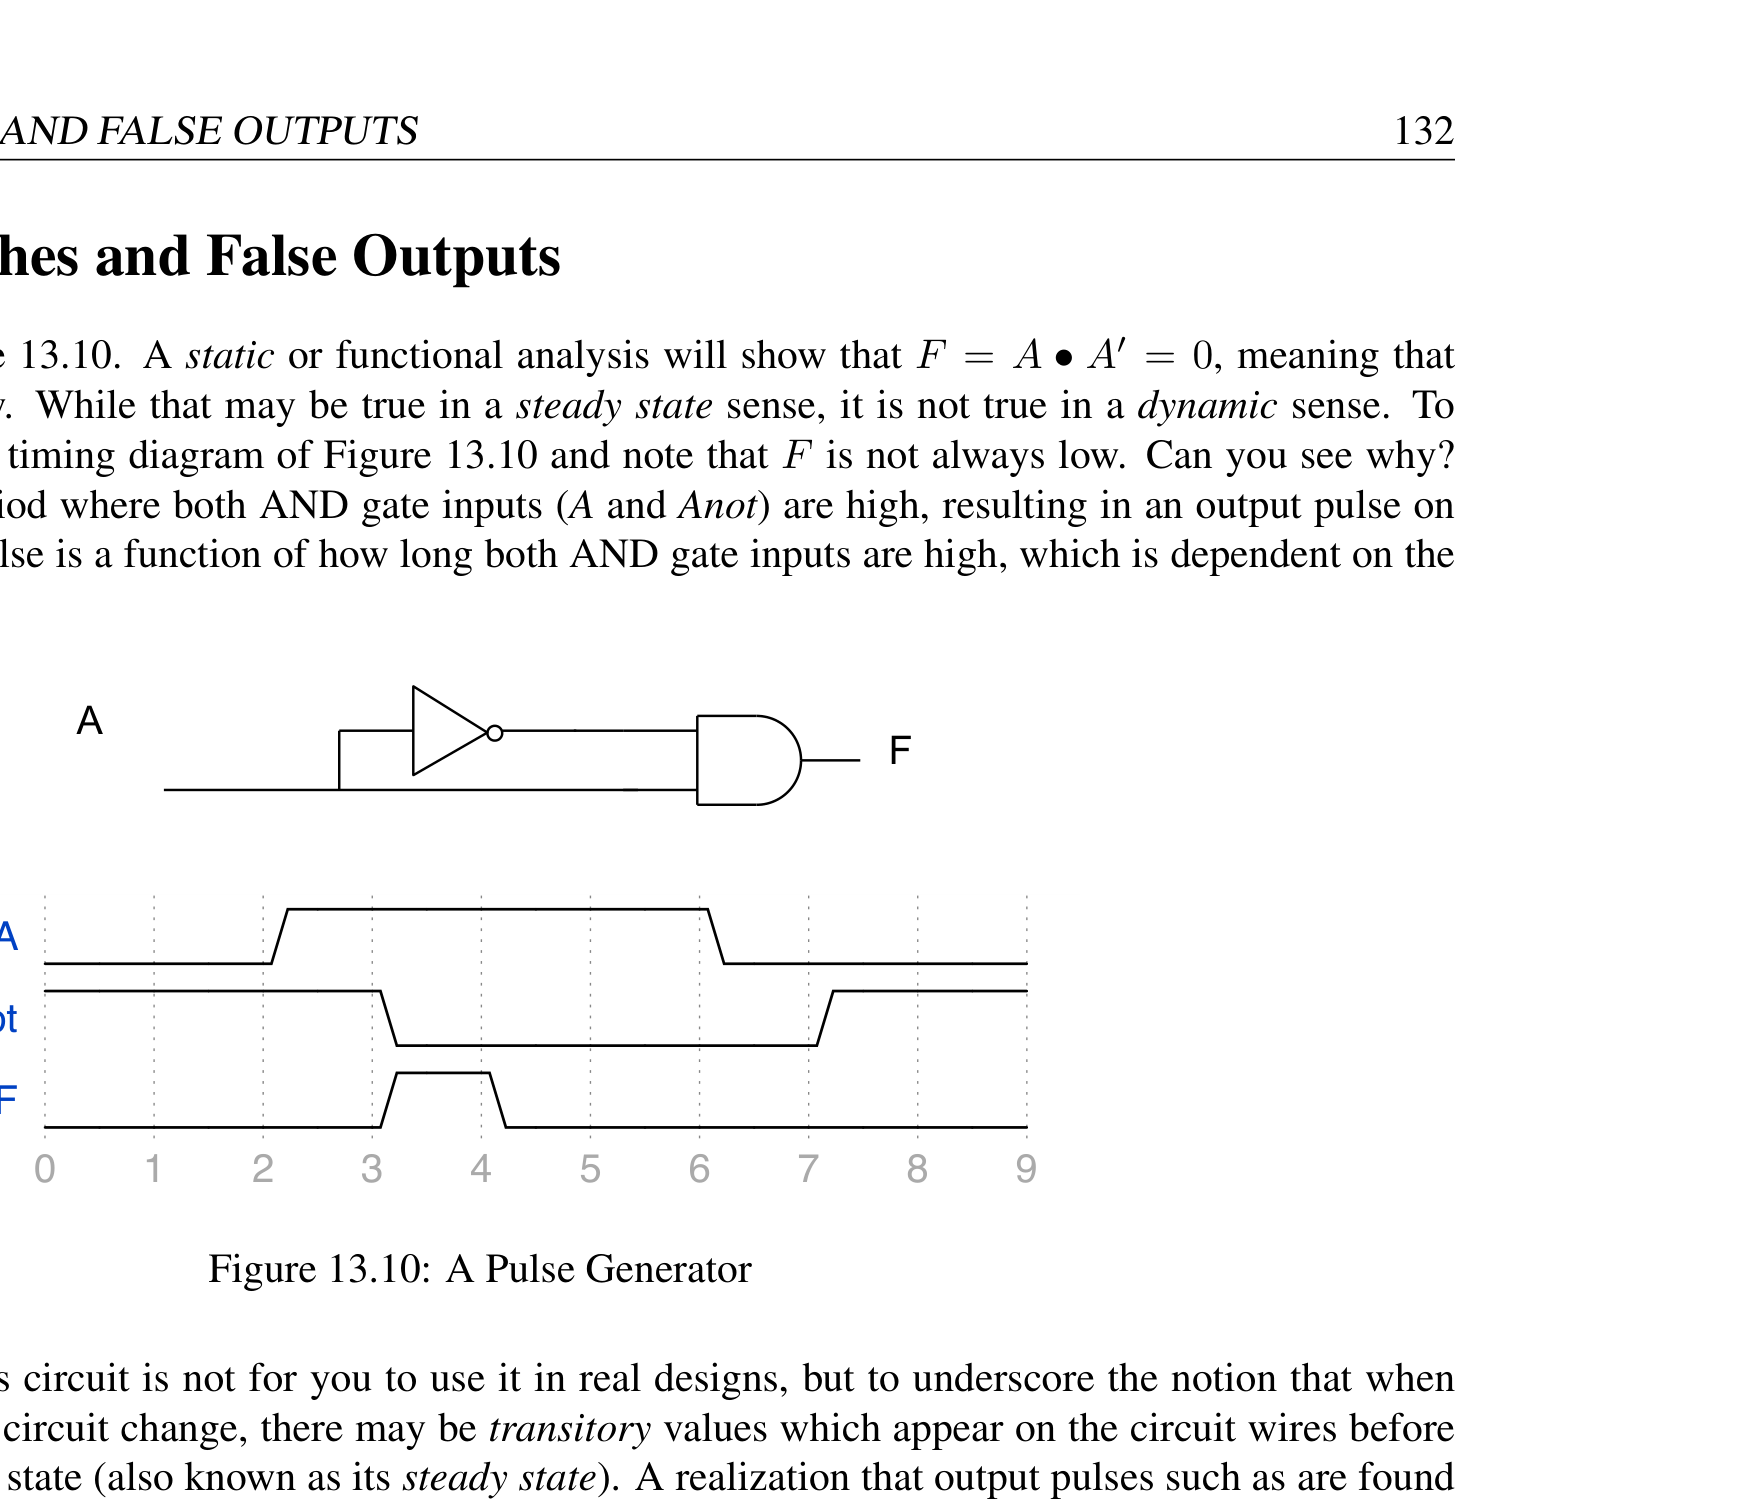 AND FALSE OUTPUTS 132
hes and False Outputs
13.10. A static or functional analysis will show that F = A • A′ = 0, meaning that
. While that may be true in a steady state sense, it is not true in a dynamic sense. To
timing diagram of Figure 13.10 and note that F is not always low. Can you see why?
iod where both AND gate inputs (A and Anot) are high, resulting in an output pulse on
lse is a function of how long both AND gate inputs are high, which is dependent on the
A
F
A
ot
F
0 1 2 3 4 5 6 7 8 9
Figure 13.10: A Pulse Generator
s circuit is not for you to use it in real designs, but to underscore the notion that when
circuit change, there may be transitory values which appear on the circuit wires before
state (also known as its steady state). A realization that output pulses such as are found